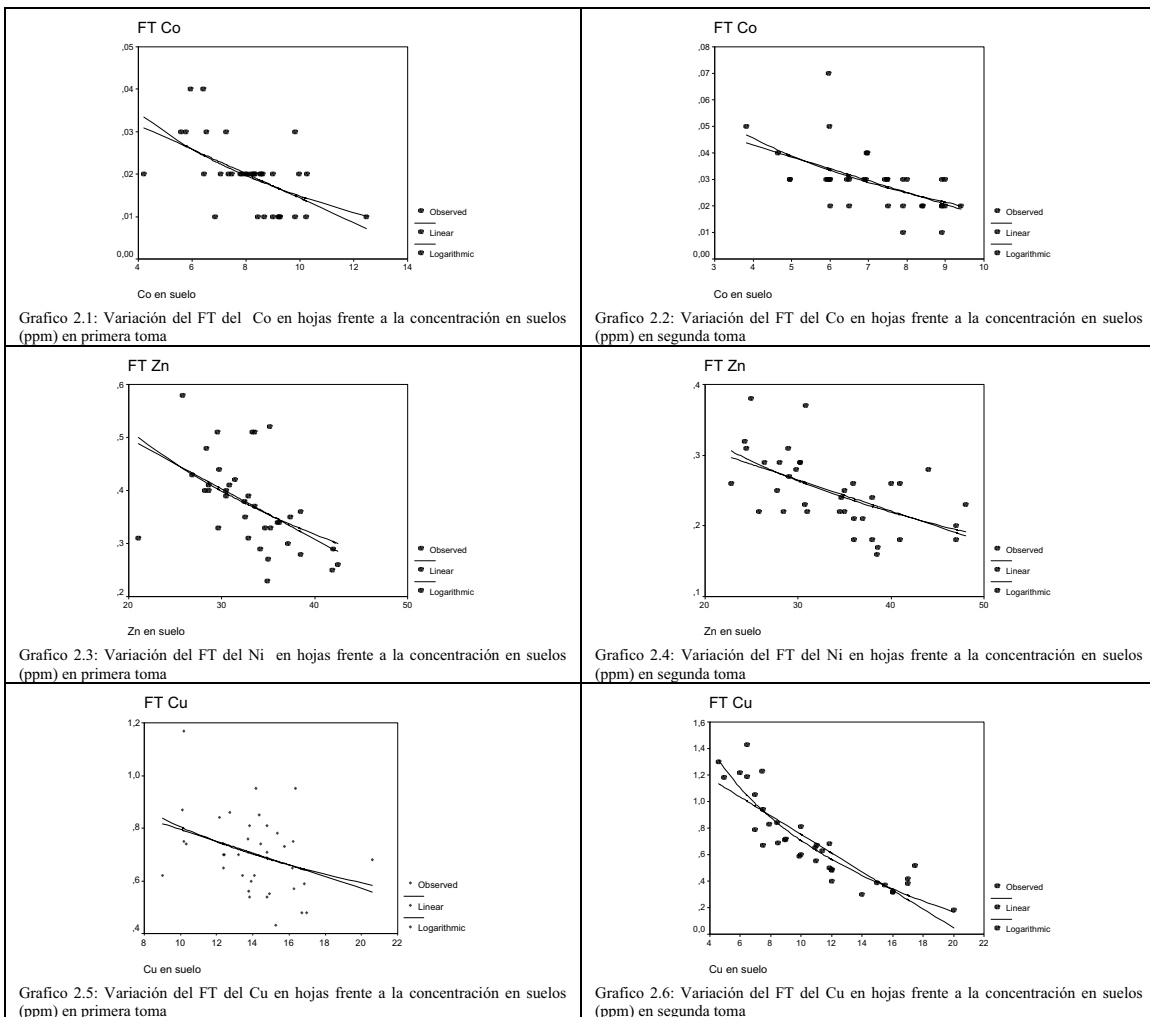 FT Co
,05
,04
,03
,02
,01
0,00
4 6 8 10 12 14
Observed
Linear
Logarithmic
Co en suelo
Grafico 2.1: Variación del FT del Co en hojas frente a la concentración en suelos
(ppm) en primera toma
FT Co
,08
,07
,06
,05
,04
,03
,02
,01
0,00
3 4 5 6 7 8 9 10
Observed
Linear
Logarithmic
Co en suelo
Grafico 2.2: Variación del FT del Co en hojas frente a la concentración en suelos
(ppm) en segunda toma
FT Zn
,6
,5
,4
,3
,2
20 30 40 50
Observed
Linear
Logarithmic
Zn en suelo
Grafico 2.3: Variación del FT del Ni en hojas frente a la concentración en suelos
(ppm) en primera toma
FT Zn
,4
,3
,2
,1
20 30 40 50
Observed
Linear
Logarithmic
Zn en suelo
Grafico 2.4: Variación del FT del Ni en hojas frente a la concentración en suelos
(ppm) en segunda toma
FT Cu
1,2
1,0
,8
,6
,4
8 10 12 14 16 18 20 22
Observed
Linear
Logarithmic
Cu en suelo
Grafico 2.5: Variación del FT del Cu en hojas frente a la concentración en suelos
(ppm) en primera toma
FT Cu
1,6
1,4
1,2
1,0
,8
,6
,4
,2
0,0
4 6 8 10 12 14 16 18 20 22
Observed
Linear
Logarithmic
Cu en suelo
Grafico 2.6: Variación del FT del Cu en hojas frente a la concentración en suelos
(ppm) en segunda toma